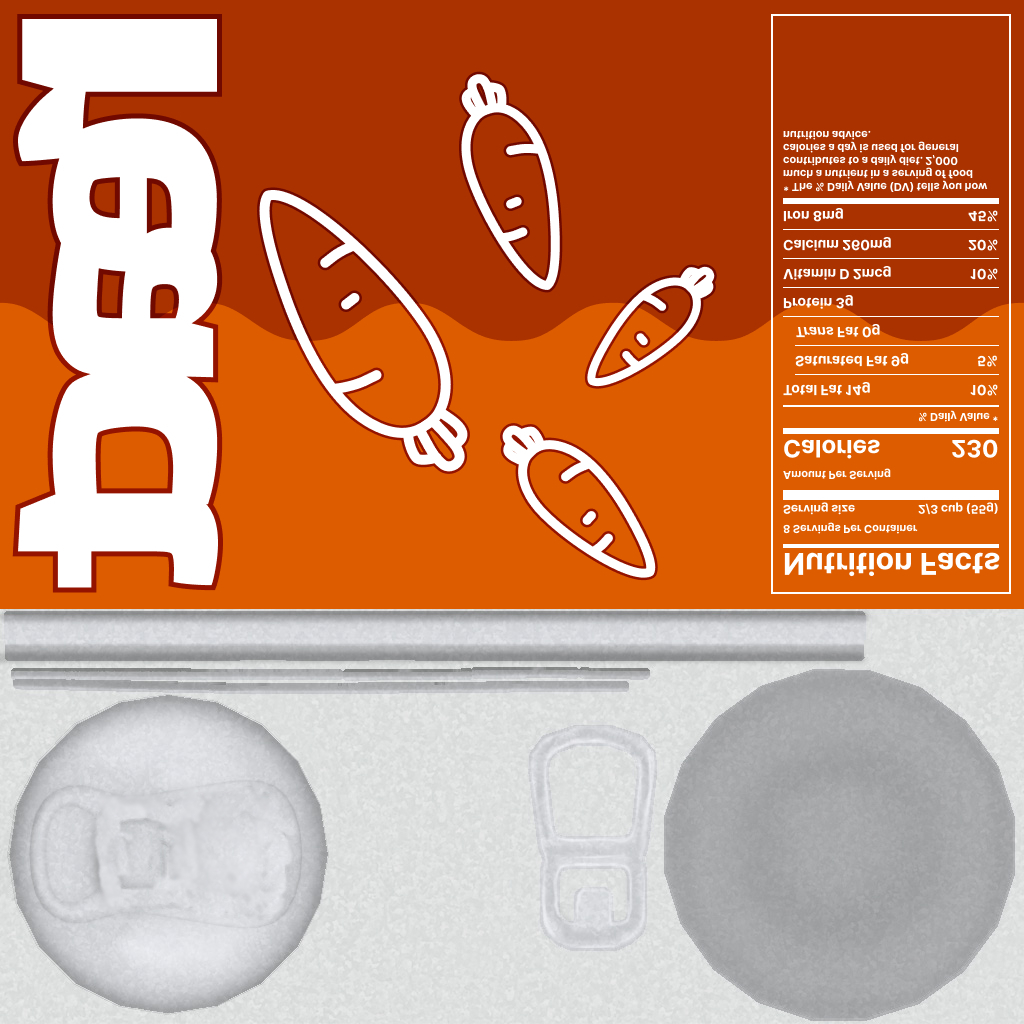 Nutrition Facts
8 Servings Per Container
Serving size 2/3 cup (55g)
Amount Per Serving
Calories 230
% Daily Value *
Total Fat 14g 10%
Saturated Fat 9g 5%
Trans Fat 0g
Protein 3g
Vitamin D 2mcg 10%
Calcium 260mg 20%
Iron 8mg 45%
* The % Daily Value (DV) tells you how
much a nutrient in a serving of food
contributes to a daily diet. 2,000
calories a day is used for general
nutrition advice.